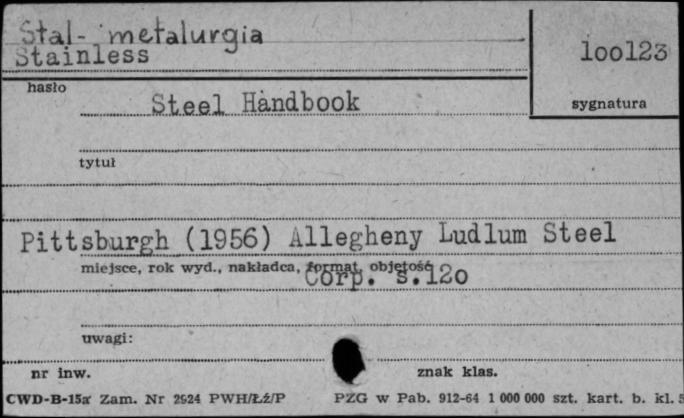 Stal- metalurgia
Stainless
100123
hasło
Steel Handbook
sygnatura
tytuł
Pittsburgh (1956) Allegheny Ludlum Steel
miejsce, rok wyd., nakładca, format, objętość
Corp. s.12o
uwagi:
nr inw.
znak klas.
CWD-B-15a Zam. Nr 2924 PWH/Łź/P
PZG w Pab. 912-64 1 000 000 szt. kart. b. kl.